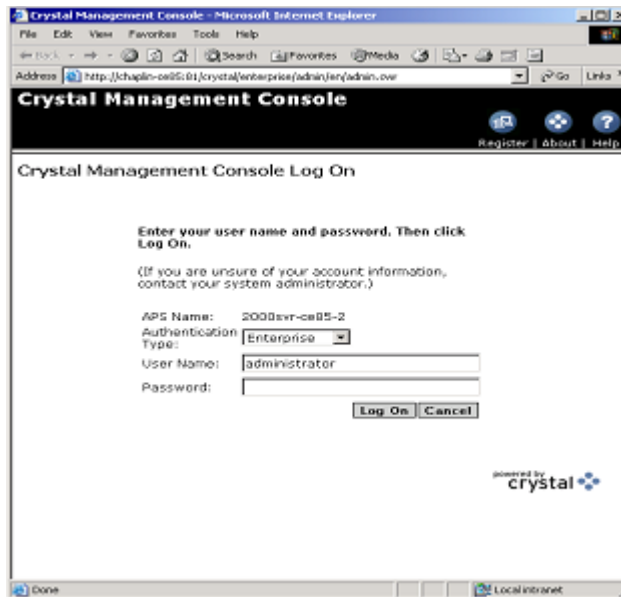 Crystal Management Console - Microsoft Internet Explorer
File Edit View Favorites Tools Help
Back Search Favorites Media
Address http://chaplin-ce85:81/crystal/enterprise/admin/en/admin.cwr Go Links
Crystal Management Console
Register | About | Help
Crystal Management Console Log On
Enter your user name and password. Then click
Log On.
(If you are unsure of your account information,
contact your system administrator.)
APS Name: 2000svr-ce85-2
Authentication
Type: Enterprise
User Name: administrator
Password:
Log On Cancel
powered by
crystal
Done Local intranet